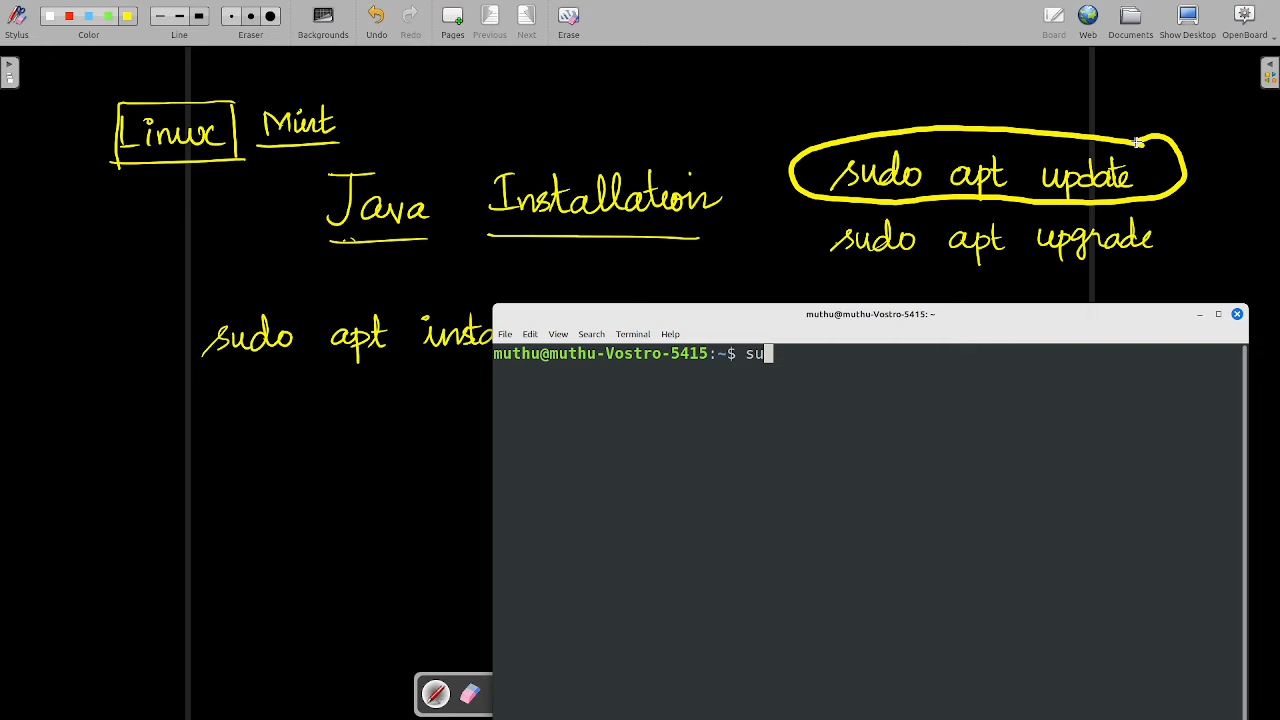 Stylus Color Line Eraser Backgrounds Undo Redo Pages Previous Next Erase Board Web Documents Show Desktop OpenBoard
Linux Mint
Java Installation
sudo apt update
sudo apt upgrade
sudo apt insta
muthu@muthu-Vostro-5415: ~
File Edit View Search Terminal Help
muthu@muthu-Vostro-5415:~$ su